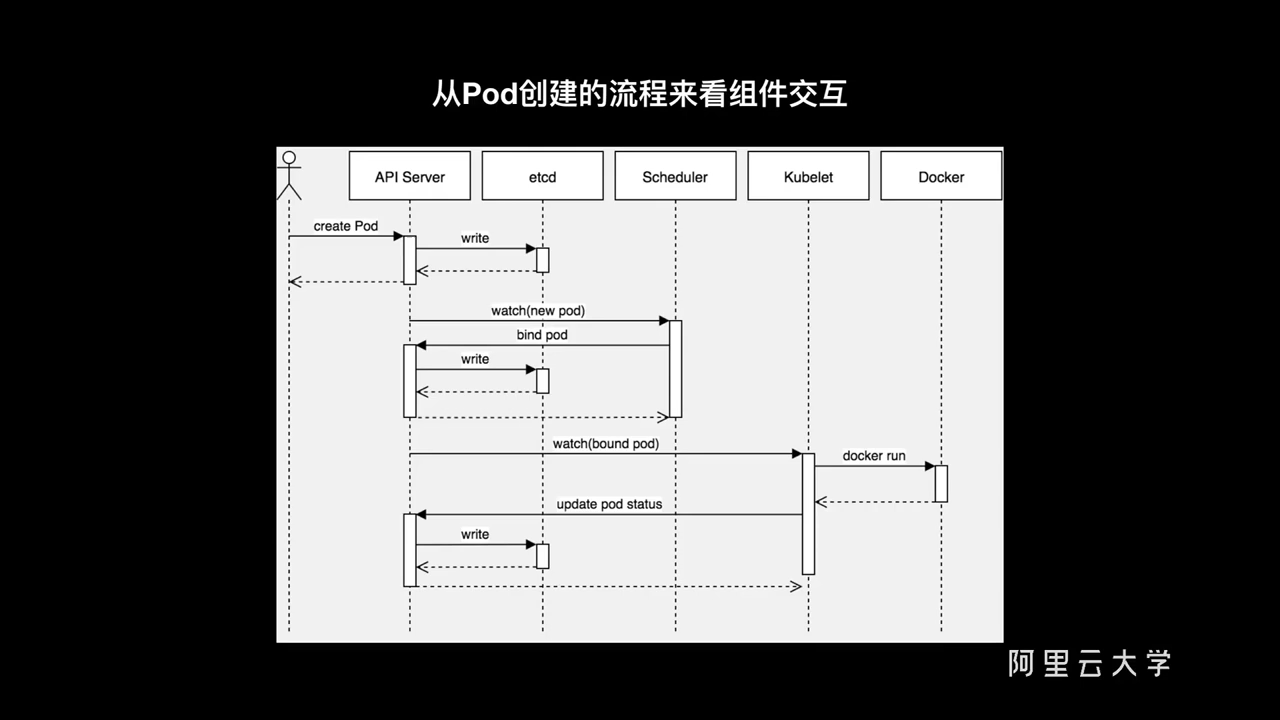 从Pod创建的流程来看组件交互
API Server
etcd
Scheduler
Kubelet
Docker
create Pod
write
watch(new pod)
bind pod
write
watch(bound pod)
docker run
update pod status
write
阿里云大学